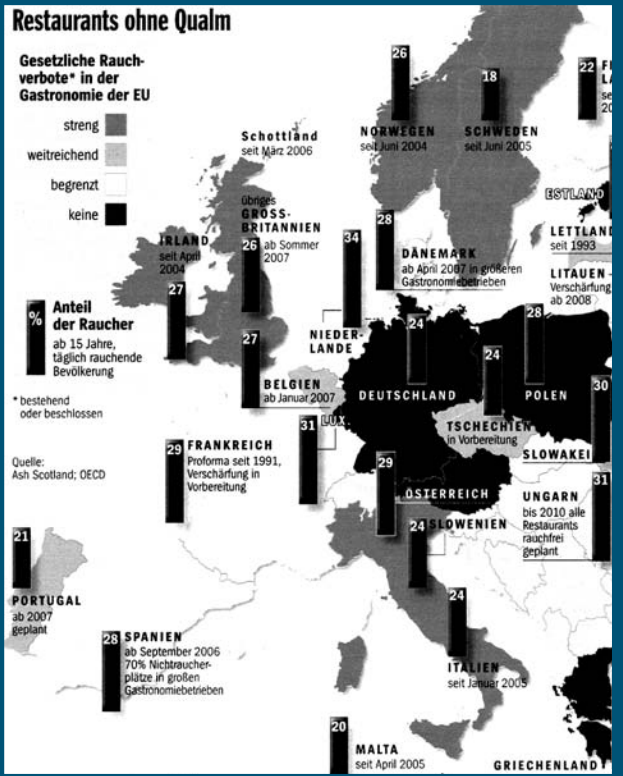 Restaurants ohne Qualm
Gesetzliche Rauch-
verbote* in der
Gastronomie der EU
streng
weitreichend
begrenzt
keine
%
Anteil
der Raucher
ab 15 Jahre,
täglich rauchende
Bevölkerung
* bestehend
oder beschlossen
Quelle:
Ash Scotland; OECD
26
NORWEGEN
seit Juni 2004
18
SCHWEDEN
seit Juni 2005
22
Schottland
seit März 2006
übriges
GROSS-
BRITANNIEN
26
ab Sommer
2007
IRLAND
seit April
2004
27
28
DÄNEMARK
ab April 2007 in größeren
Gastronomiebetrieben
ESTLAND
LETTLAND
seit 1993
LITAUEN
Verschärfung
ab 2008
34
NIEDER-
LANDE
27
BELGIEN
ab Januar 2007
24
DEUTSCHLAND
28
POLEN
24
TSCHECHIEN
in Vorbereitung
30
SLOWAKEI
31
LUX.
29
FRANKREICH
Proforma seit 1991,
Verschärfung in
Vorbereitung
29
ÖSTERREICH
31
UNGARN
bis 2010 alle
Restaurants
rauchfrei
geplant
24
SLOWENIEN
21
PORTUGAL
ab 2007
geplant
28
SPANIEN
ab September 2006
70% Nichtraucher-
plätze in großen
Gastronomiebetrieben
24
ITALIEN
seit Januar 2005
20
MALTA
seit April 2005
GRIECHENLAND